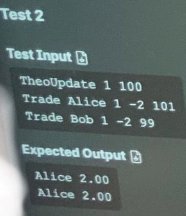 Test 2
Test Input
TheoUpdate 1 100
Trade Alice 1 -2 101
Trade Bob 1 -2 99
Expected Output
Alice 2.00
Alice 2.00